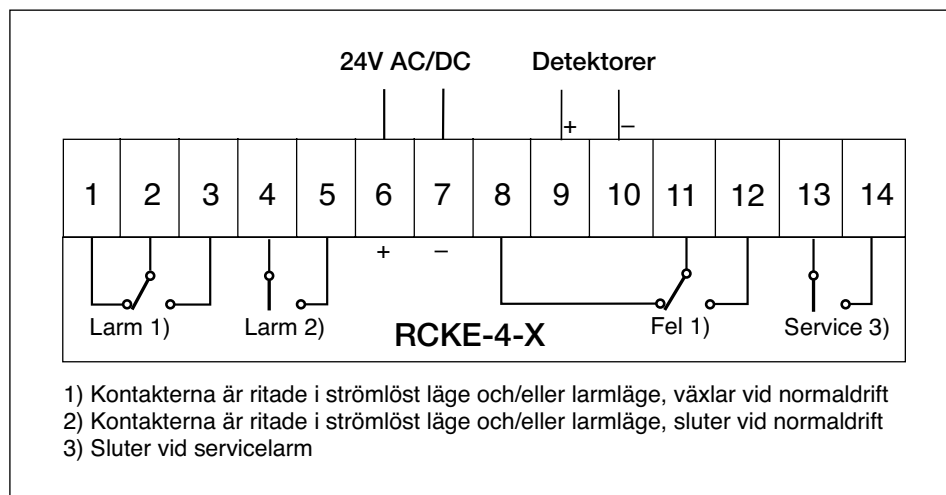 24V AC/DC Detektorer
+ –
1 2 3 4 5 6 7 8 9 10 11 12 13 14
+ –
Larm 1) Larm 2) Fel 1) Service 3)
RCKE-4-X
1) Kontakterna är ritade i strömlöst läge och/eller larmläge, växlar vid normaldrift
2) Kontakterna är ritade i strömlöst läge och/eller larmläge, sluter vid normaldrift
3) Sluter vid servicelarm